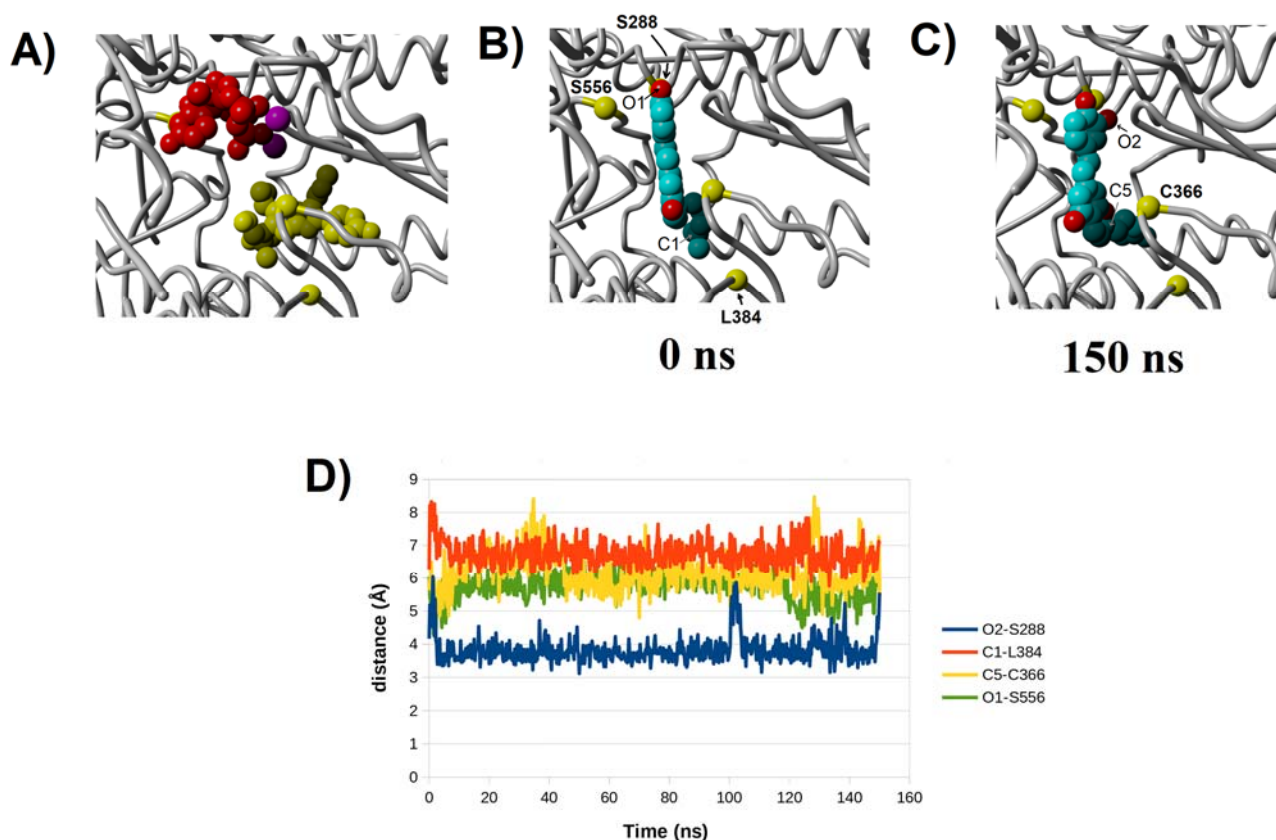 A)
B)
S288
S556
O1
C1
L384
0 ns
C)
O2
C5
C366
150 ns
D)
9
8
7
6
5
4
3
2
1
0
distance (Å)
0 20 40 60 80 100 120 140 160
Time (ns)
O2-S288
C1-L384
C5-C366
O1-S556